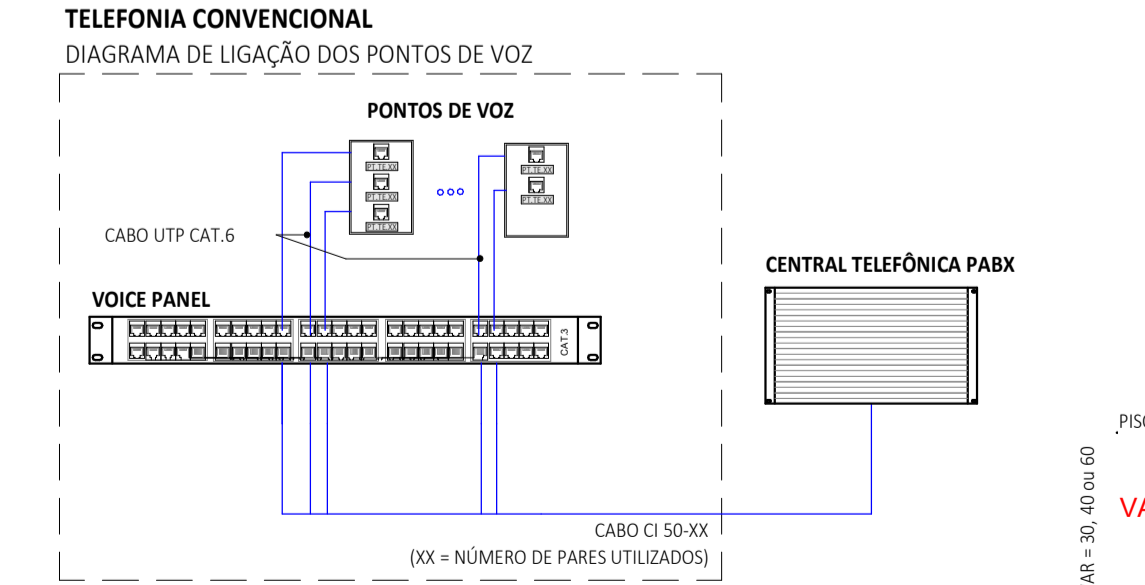 TELEFONIA CONVENCIONAL
DIAGRAMA DE LIGAÇÃO DOS PONTOS DE VOZ
PONTOS DE VOZ
PT.TE.XX
PT.TE.XX
PT.TE.XX
PT.TE.XX
PT.TE.XX
CABO UTP CAT.6
CENTRAL TELEFÔNICA PABX
VOICE PANEL
CAT.3
CABO CI 50-XX
(XX = NÚMERO DE PARES UTILIZADOS)
= 30, 40 ou 60